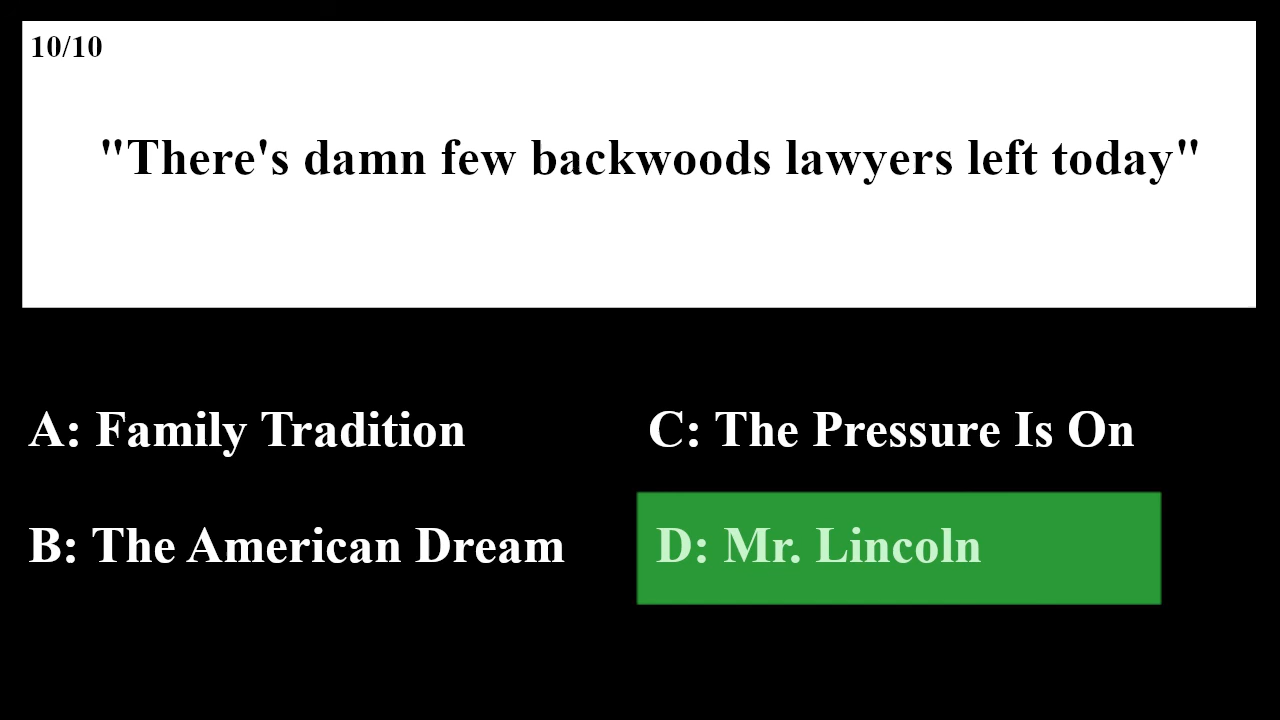 10/10
"There's damn few backwoods lawyers left today"
A: Family Tradition
C: The Pressure Is On
B: The American Dream
D: Mr. Lincoln